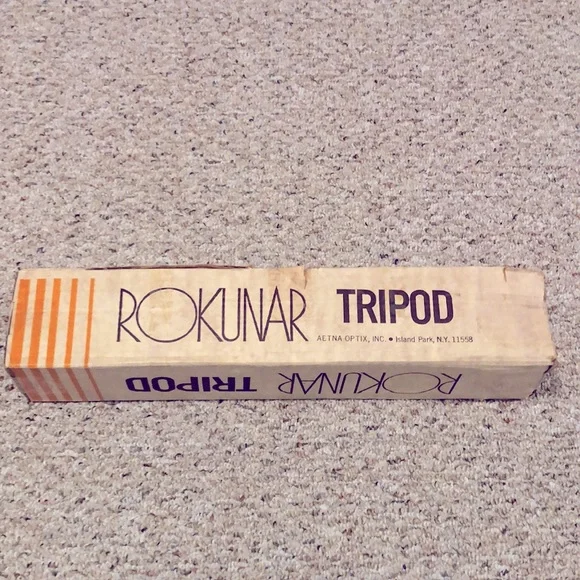 ROKUNAR TRIPOD
AETNA OPTIX, INC. • Island Park, N.Y. 11558
ROKUNAR TRIPOD